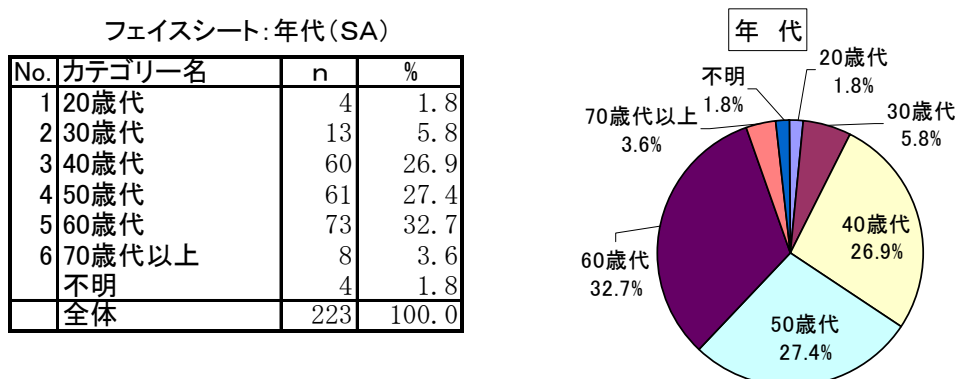 フェイスシート:年代(SA)
No. カテゴリー名 n %
1 20歳代 4 1.8
2 30歳代 13 5.8
3 40歳代 60 26.9
4 50歳代 61 27.4
5 60歳代 73 32.7
6 70歳代以上 8 3.6
不明 4 1.8
全体 223 100.0
年 代
20歳代
1.8%
30歳代
5.8%
40歳代
26.9%
50歳代
27.4%
60歳代
32.7%
70歳代以上
3.6%
不明
1.8%